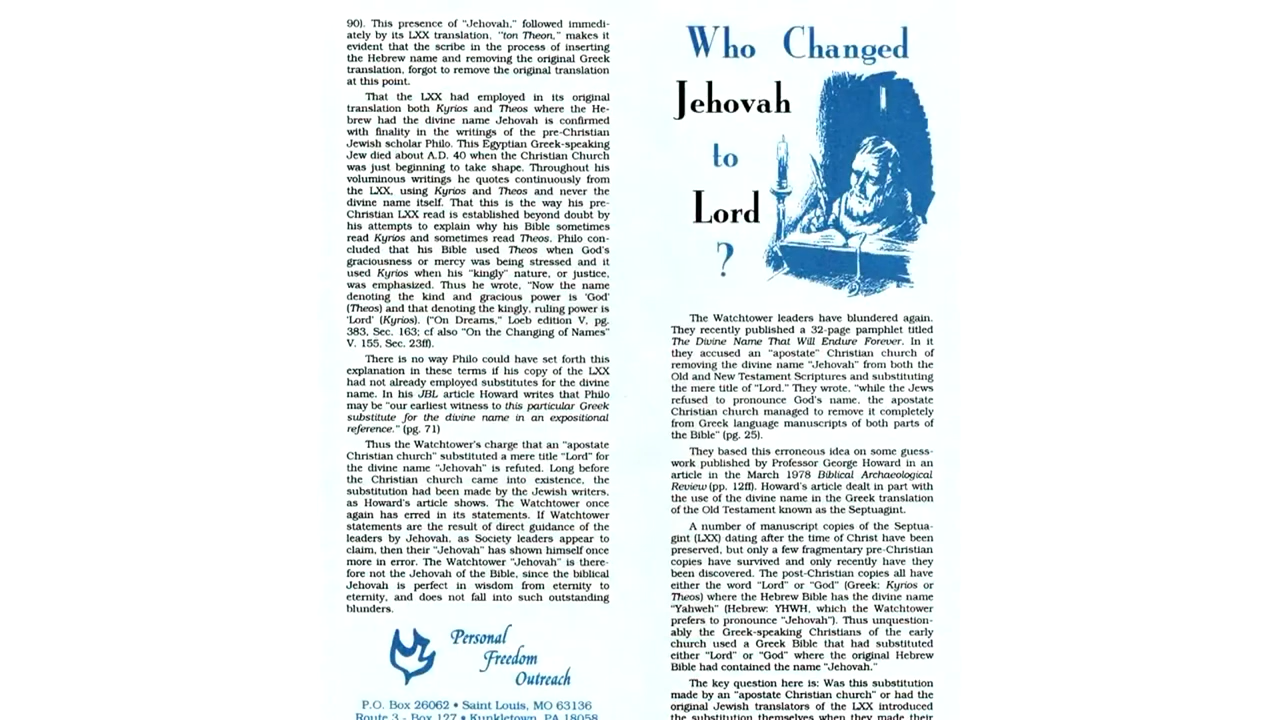 90). This presence of "Jehovah," followed immedi-
ately by its LXX translation, "ton Theon," makes it
evident that the scribe in the process of inserting
the Hebrew name and removing the original Greek
translation, forgot to remove the original translation
at this point.
That the LXX had employed in its original
translation both Kyrios and Theos where the He-
brew had the divine name Jehovah is confirmed
with finality in the writings of the pre-Christian
Jewish scholar Philo. This Egyptian Greek-speaking
Jew died about A.D. 40 when the Christian Church
was just beginning to take shape. Throughout his
voluminous writings he quotes continuously from
the LXX, using Kyrios and Theos and never the
divine name itself. That this is the way his pre-
Christian LXX read is established beyond doubt by
his attempts to explain why his Bible sometimes
read Kyrios and sometimes read Theos. Philo con-
cluded that his Bible used Theos when God's
graciousness or mercy was being stressed and it
used Kyrios when his "kingly" nature, or justice,
was emphasized. Thus he wrote, "Now the name
denoting the kind and gracious power is 'God'
(Theos) and that denoting the kingly, ruling power is
'Lord' (Kyrios). ("On Dreams," Loeb edition V, pg.
383, Sec. 163; cf also "On the Changing of Names"
V. 155, Sec. 23ff).
There is no way Philo could have set forth this
explanation in these terms if his copy of the LXX
had not already employed substitutes for the divine
name. In his JBL article Howard writes that Philo
may be "our earliest witness to this particular Greek
substitute for the divine name in an expositional
reference." (pg. 71)
Thus the Watchtower's charge that an "apostate
Christian church" substituted a mere title "Lord" for
the divine name "Jehovah" is refuted. Long before
the Christian church came into existence, the
substitution had been made by the Jewish writers,
as Howard's article shows. The Watchtower once
again has erred in its statements. If Watchtower
statements are the result of direct guidance of the
leaders by Jehovah, as Society leaders appear to
claim, then their "Jehovah" has shown himself once
more in error. The Watchtower "Jehovah" is there-
fore not the Jehovah of the Bible, since the biblical
Jehovah is perfect in wisdom from eternity to
eternity, and does not fall into such outstanding
blunders.
Personal
Freedom
Outreach
P.O. Box 26062 • Saint Louis, MO 63136
Route 3 - Box 127 • Kunkletown, PA 18058
Who Changed
Jehovah
to
Lord
?
The Watchtower leaders have blundered again.
They recently published a 32-page pamphlet titled
The Divine Name That Will Endure Forever. In it
they accused an "apostate" Christian church of
removing the divine name "Jehovah" from both the
Old and New Testament Scriptures and substituting
the mere title of "Lord." They wrote, "while the Jews
refused to pronounce God's name, the apostate
Christian church managed to remove it completely
from Greek language manuscripts of both parts of
the Bible" (pg. 25).
They based this erroneous idea on some guess-
work published by Professor George Howard in an
article in the March 1978 Biblical Archaeological
Review (pp. 12ff). Howard's article dealt in part with
the use of the divine name in the Greek translation
of the Old Testament known as the Septuagint.
A number of manuscript copies of the Septua-
gint (LXX) dating after the time of Christ have been
preserved, but only a few fragmentary pre-Christian
copies have survived and only recently have they
been discovered. The post-Christian copies all have
either the word "Lord" or "God" (Greek: Kyrios or
Theos) where the Hebrew Bible has the divine name
"Yahweh" (Hebrew: YHWH, which the Watchtower
prefers to pronounce "Jehovah"). Thus unquestion-
ably the Greek-speaking Christians of the early
church used a Greek Bible that had substituted
either "Lord" or "God" where the original Hebrew
Bible had contained the name "Jehovah."
The key question here is: Was this substitution
made by an "apostate Christian church" or had the
original Jewish translators of the LXX introduced
the substitution themselves when they made their